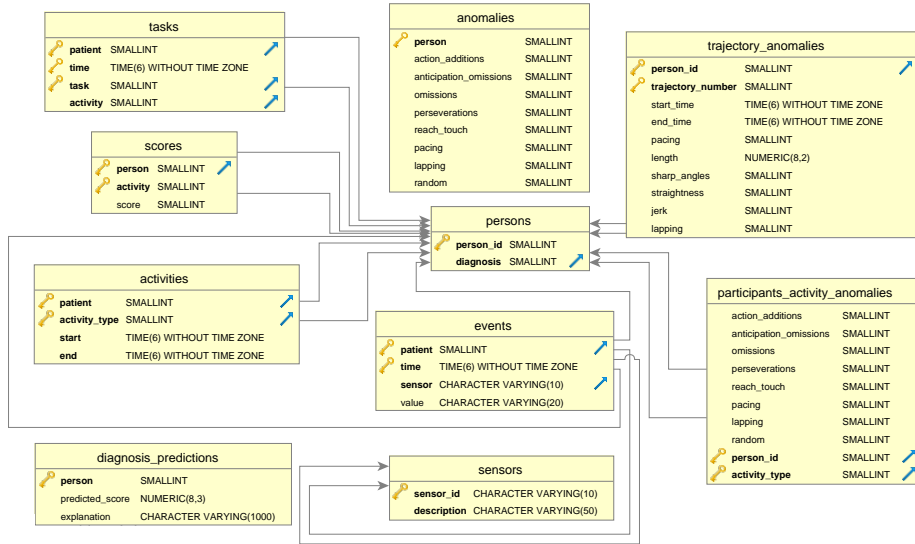 tasks
patient SMALLINT
time TIME(6) WITHOUT TIME ZONE
task SMALLINT
activity SMALLINT
anomalies
person SMALLINT
action_additions SMALLINT
anticipation_omissions SMALLINT
omissions SMALLINT
perseverations SMALLINT
reach_touch SMALLINT
pacing SMALLINT
lapping SMALLINT
random SMALLINT
trajectory_anomalies
person_id SMALLINT
trajectory_number SMALLINT
start_time TIME(6) WITHOUT TIME ZONE
end_time TIME(6) WITHOUT TIME ZONE
pacing SMALLINT
length NUMERIC(8,2)
sharp_angles SMALLINT
straightness SMALLINT
jerk SMALLINT
lapping SMALLINT
scores
person SMALLINT
activity SMALLINT
score SMALLINT
persons
person_id SMALLINT
diagnosis SMALLINT
activities
patient SMALLINT
activity_type SMALLINT
start TIME(6) WITHOUT TIME ZONE
end TIME(6) WITHOUT TIME ZONE
events
patient SMALLINT
time TIME(6) WITHOUT TIME ZONE
sensor CHARACTER VARYING(10)
value CHARACTER VARYING(20)
participants_activity_anomalies
action_additions SMALLINT
anticipation_omissions SMALLINT
omissions SMALLINT
perseverations SMALLINT
reach_touch SMALLINT
pacing SMALLINT
lapping SMALLINT
random SMALLINT
person_id SMALLINT
activity_type SMALLINT
diagnosis_predictions
person SMALLINT
predicted_score NUMERIC(8,3)
explanation CHARACTER VARYING(1000)
sensors
sensor_id CHARACTER VARYING(10)
description CHARACTER VARYING(50)